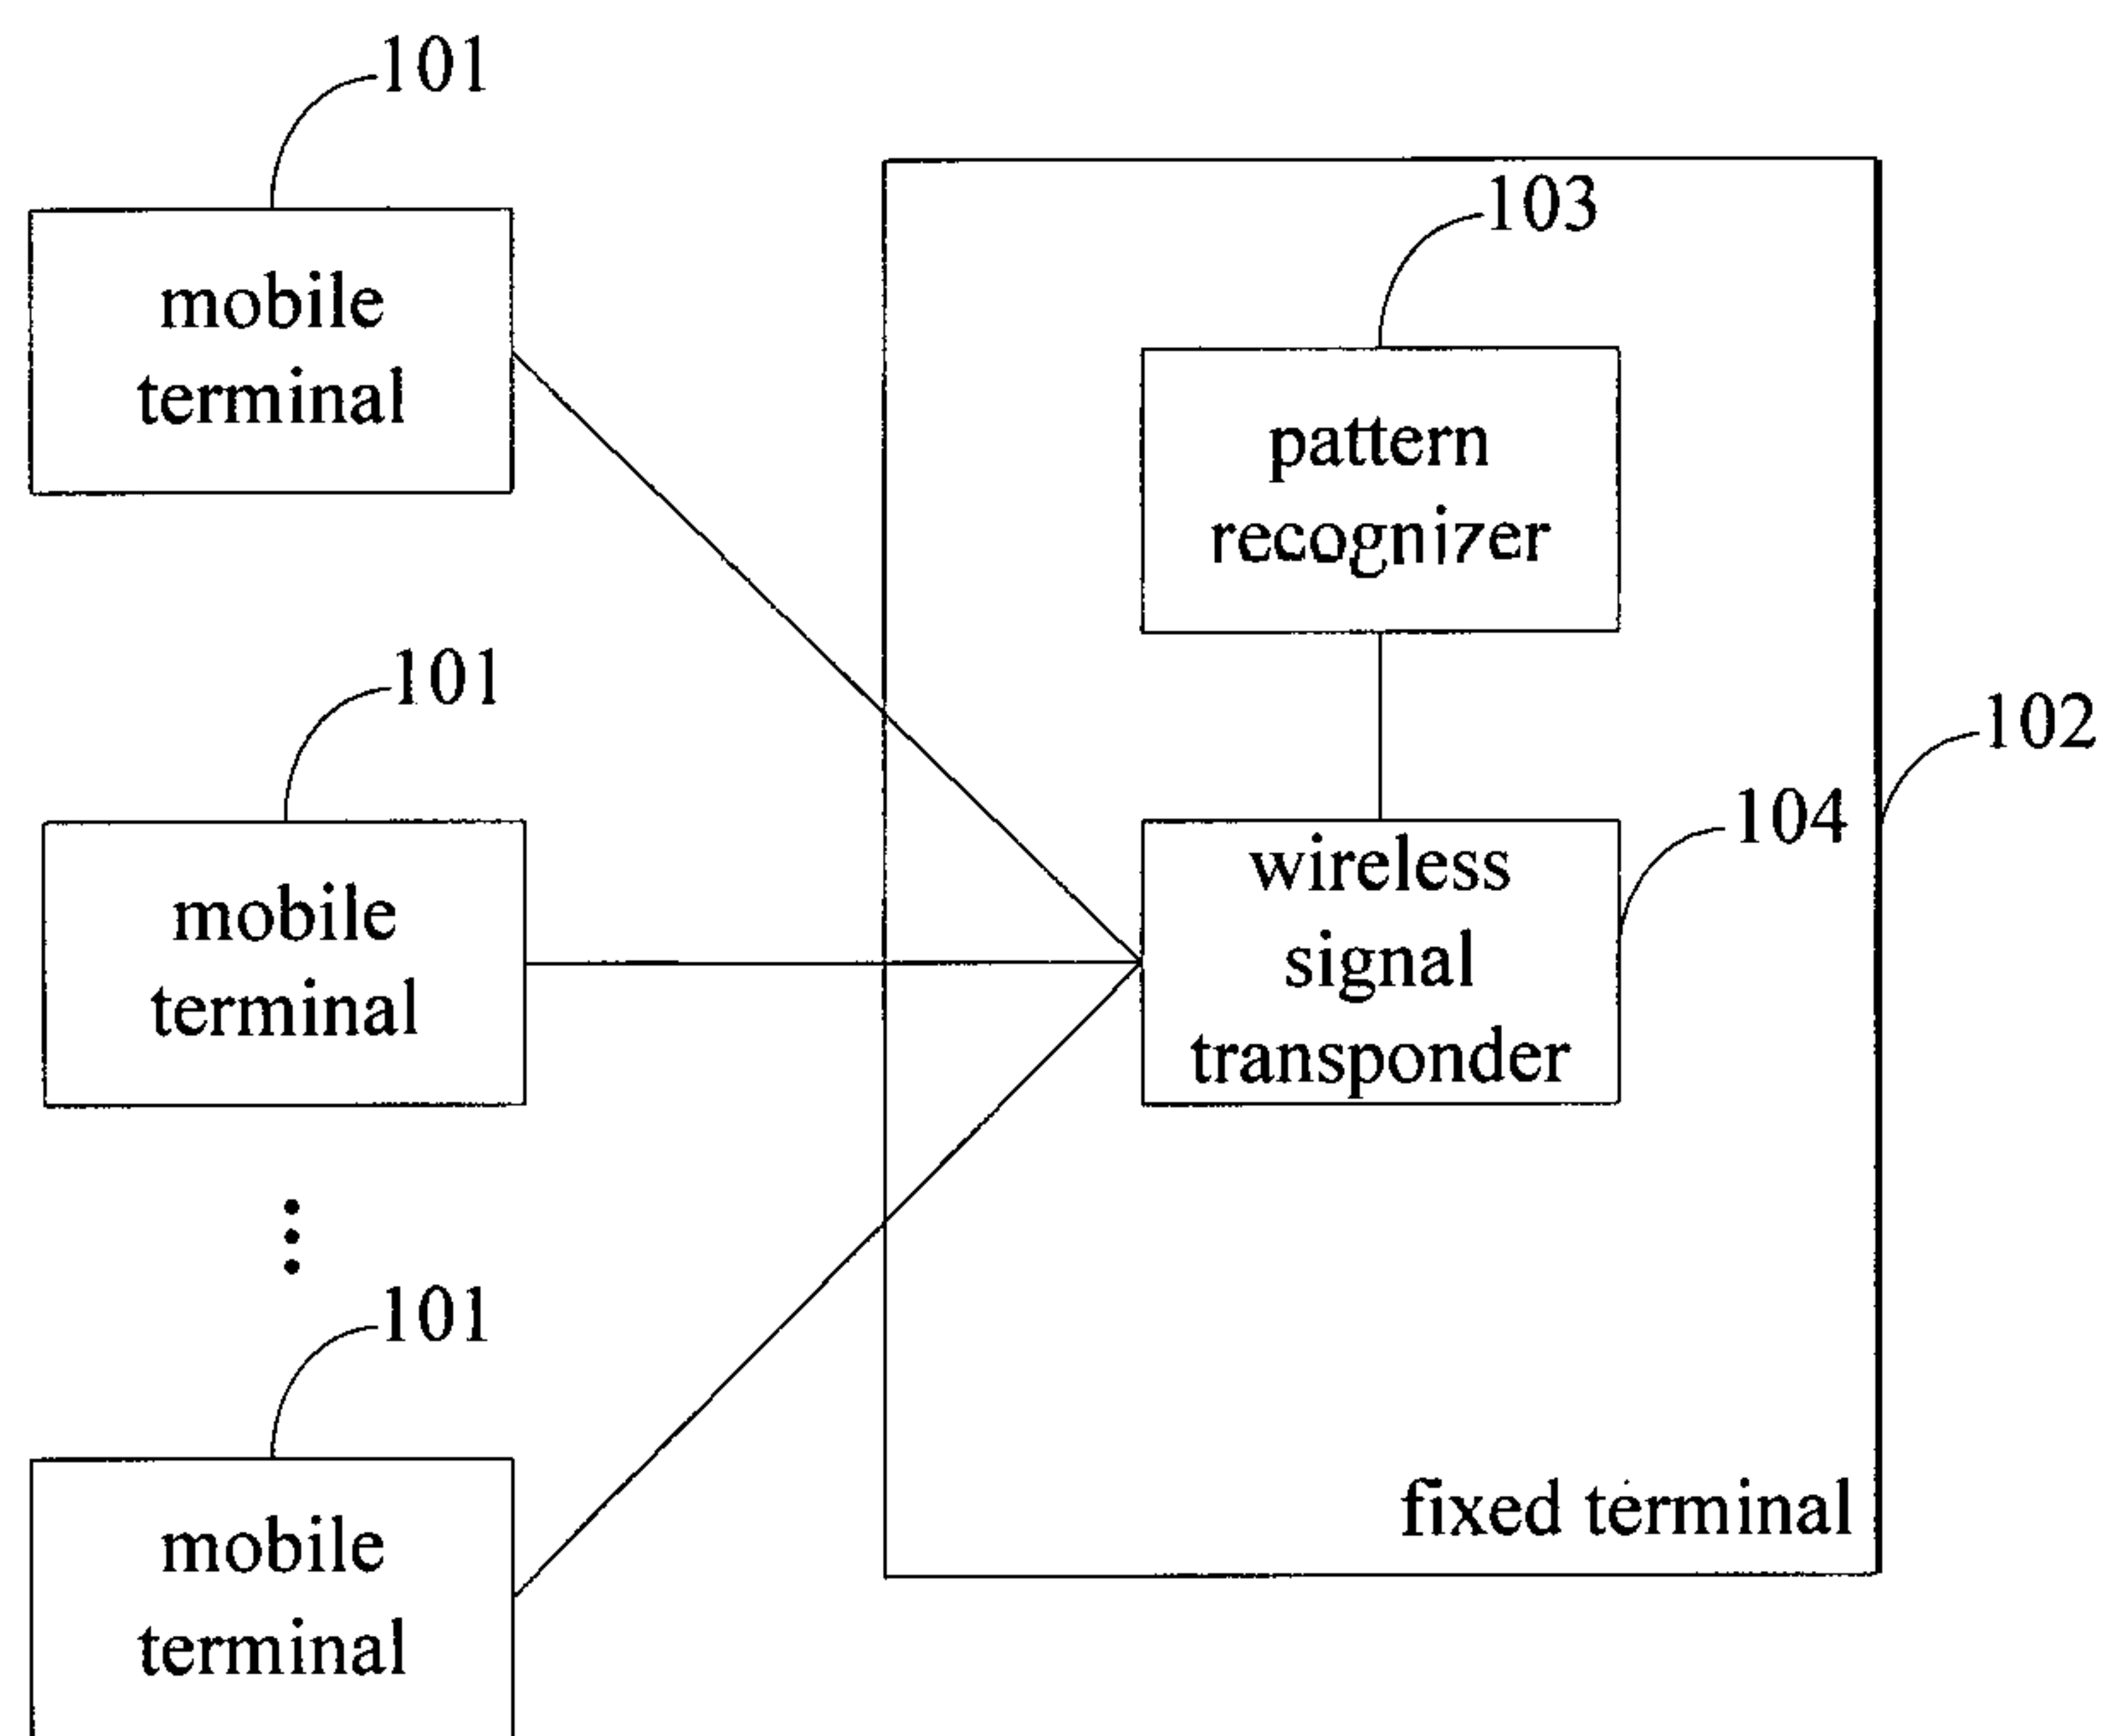 101
mobile
terminal
103
pattern
recognizer
101
mobile
terminal
102
104
wireless
signal
transponder
101
mobile
terminal
fixed terminal